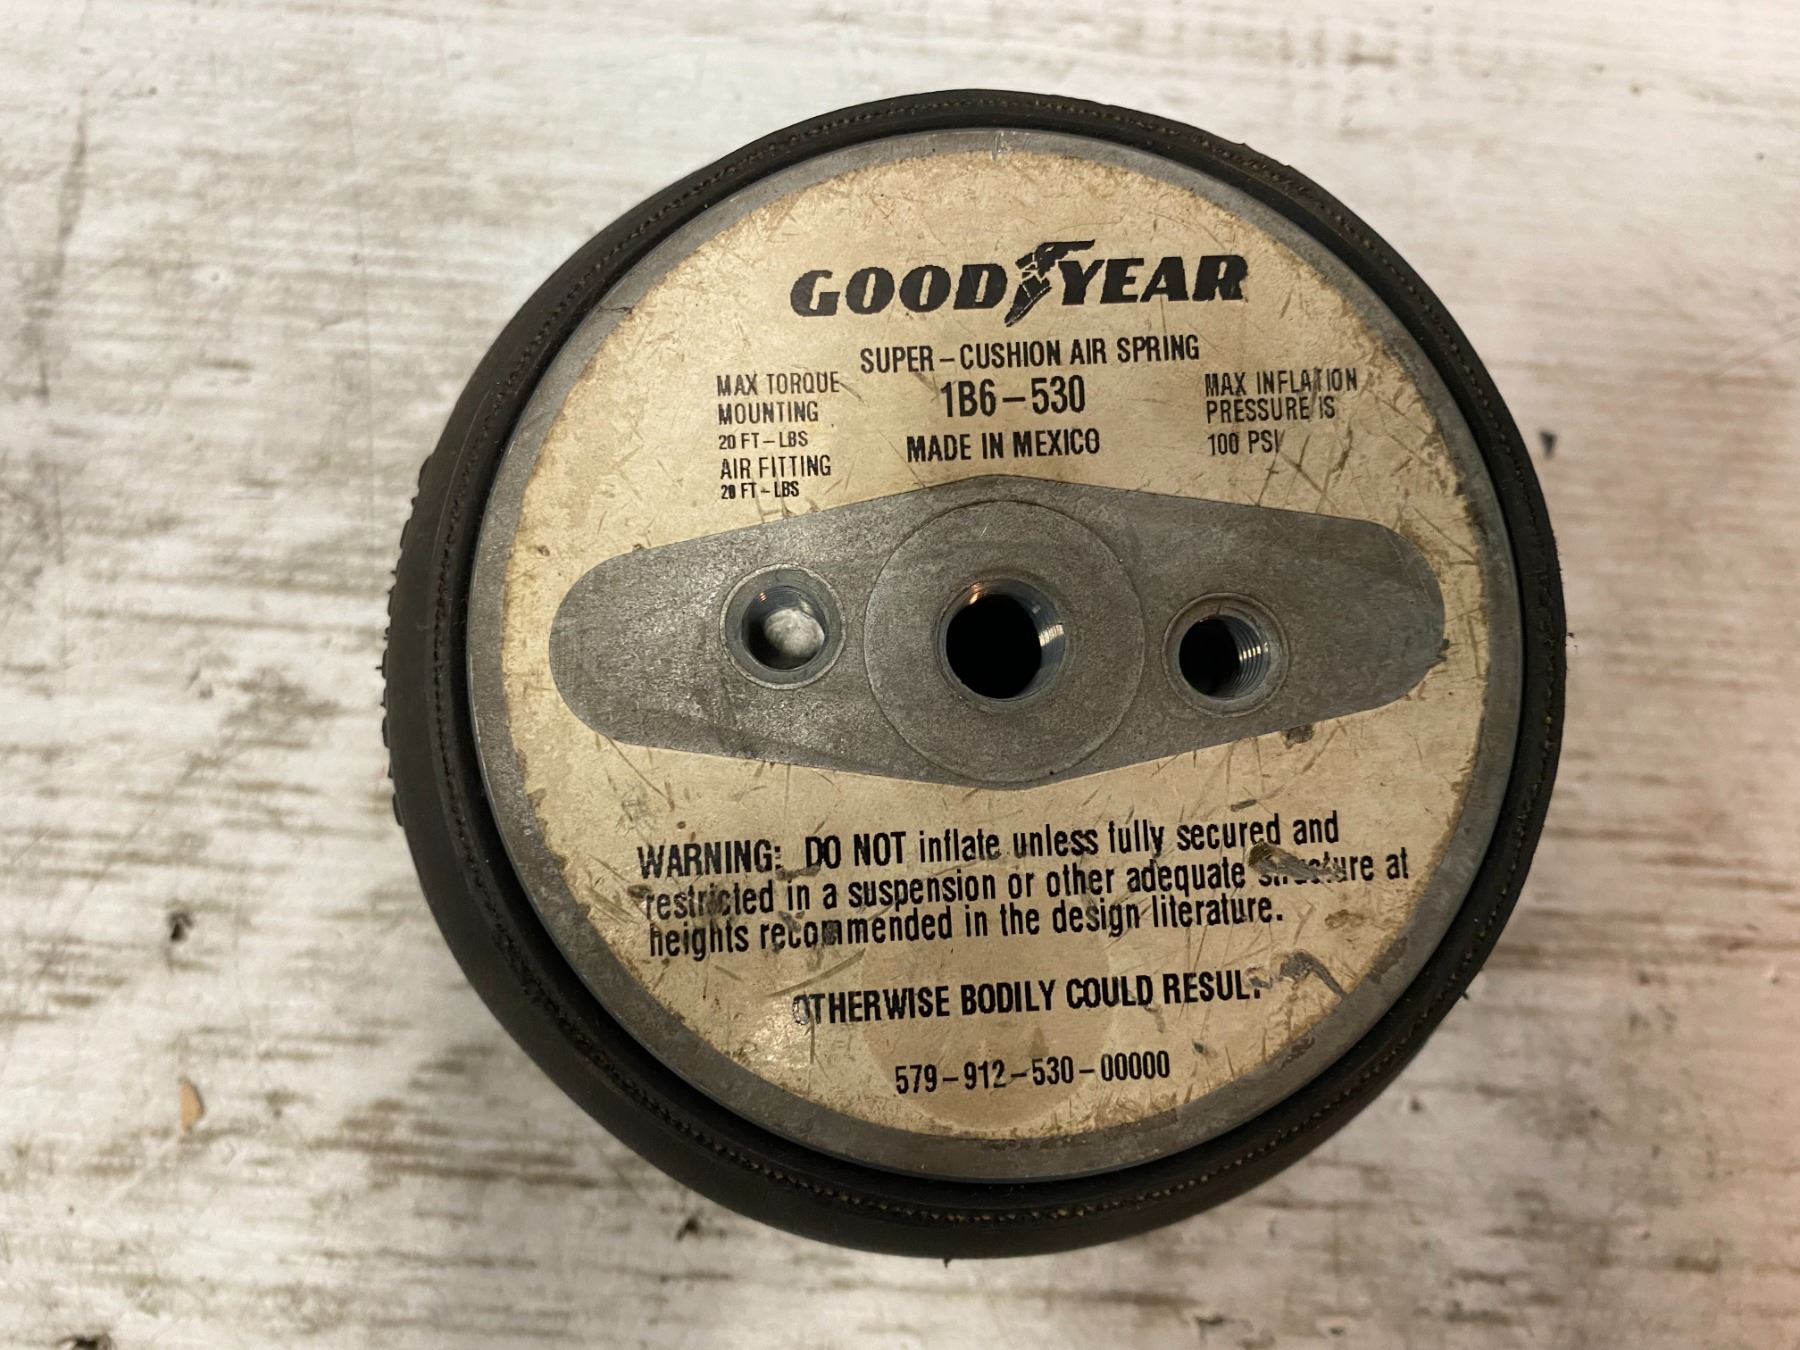 GOODYEAR
SUPER-CUSHION AIR SPRING
1B6-530
MADE IN MEXICO
MAX TORQUE
MOUNTING
20 FT-LBS
AIR FITTING
20 FT-LBS
MAX INFLATION
PRESSURE IS
100 PSI
WARNING: DO NOT inflate unless fully secured and
restricted in a suspension or other adequate structure at
heights recommended in the design literature.
OTHERWISE BODILY COULD RESULT
579-912-530-00000